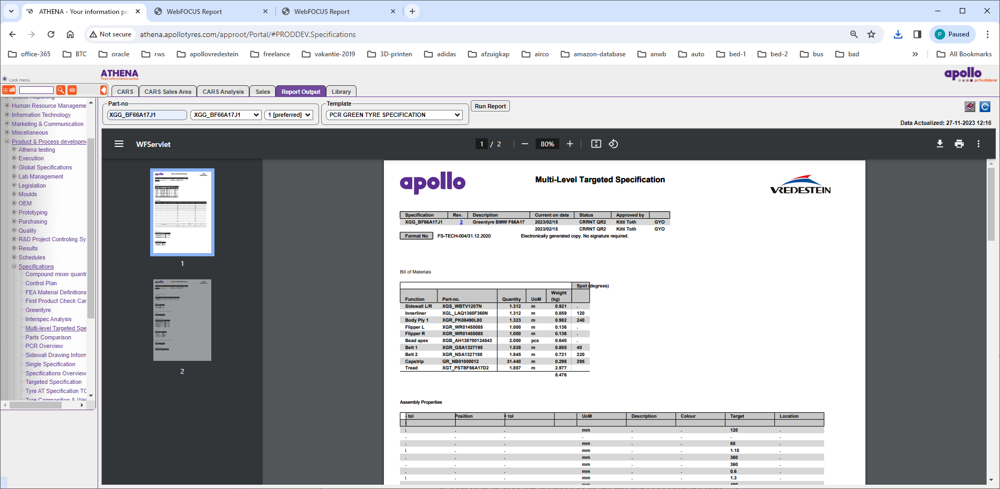 ATHENA - Your information po
WebFOCUS Report
WebFOCUS Report
Not secure
athena.apollotyres.com/approot/Portal/#PRODDEV,Specifications
P Paused
office-365 BTC oracle rws apollovredestein freelance vakantie-2019 3D-printen adidas afzuigkap airco amazon-database anwb auto bed-1 bed-2 bus bad » All Bookmarks
Lock menu
ATHENA
Your information portal
apollo
go the distance!
all
CARS CARS Sales Area CARS Analysis Sales Report Output Library
Part-no
XGG_BF66A17J1 XGG_BF66A17J1 1 [preferred]
Template
PCR GREEN TYRE SPECIFICATION
Run Report
Data Actualized: 27-11-2023 12:16
Global Reporting
Human Resource Manageme
Information Technology
Marketing & Communication
Miscellaneous
Product & Process developme
Athena testing
Execution
Global Specifications
Lab Management
Legislation
Moulds
OEM
Prototyping
Purchasing
Quality
R&D Project Controling Sy
Results
Schedules
Specifications
Compound mixer quanti
Control Plan
FEA Material Definitions
First Product Check Car
Greentyre
Interspec Analysis
Multi-level Targeted Spe
Parts Comparison
PCR Overview
Sidewall Drawing Inform
Single Specification
Specifications Overview
Targeted Specification
Tyre AT Specification TC
Tyre Composition & Wei
WFServlet
1 / 2
80%
1
2
apollo
Multi-Level Targeted Specification
VREDESTEIN
Specification Rev. Description Current on date Status Approved by
XGG_BF66A17J1 2 Greentyre BMW F66A17 2023/02/15 CRRNT QR2 Kitti Toth GYO
2023/02/15 CRRNT QR2 Kitti Toth GYO
Format No FS-TECH-004/31.12.2020 Electronically generated copy. No signature required.
Bill of Materials
Spot (degrees)
Function Part-no. Quantity UoM Weight (kg)
Sidewall L/R XGS_WBTV120TN 1.312 m 0.921 .
Innerliner XGL_LAQ1360F360N 1.312 m 0.859 120
Body Ply 1 XGR_PK08490L80 1.323 m 0.982 240
Flipper L XGR_WR01450085 1.000 m 0.136 .
Flipper R XGR_WR01450085 1.000 m 0.136 .
Bead apex XGB_AH138700124543 2.000 pcs 0.640 .
Belt 1 XGR_GSA1327195 1.838 m 0.805 40
Belt 2 XGR_NSA1327185 1.845 m 0.721 220
Capstrip GR_NB01000012 31.440 m 0.298 295
Tread XGT_PSTBF66A17D2 1.857 m 2.977
8.476
Assembly Properties
- tol Position + tol UoM Description Colour Target Location
. . mm . . 120 .
. . . . . . . .
. . . mm . . 65 .
. . mm . . 1.15 .
. . . mm . . 360 .
. . . mm . . 360 .
. . . mm . . 0.6 .
. . mm . . 1.3 .
mm 490